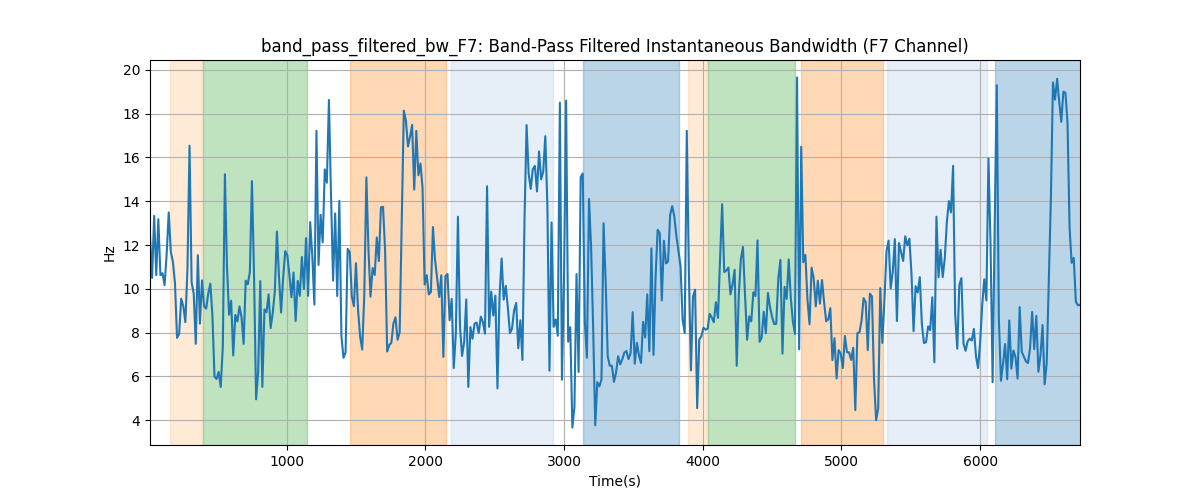 band_pass_filtered_bw_F7: Band-Pass Filtered Instantaneous Bandwidth (F7 Channel)
20
18
16
14
12
10
8
6
4
Hz
1000 2000 3000 4000 5000 6000
Time(s)